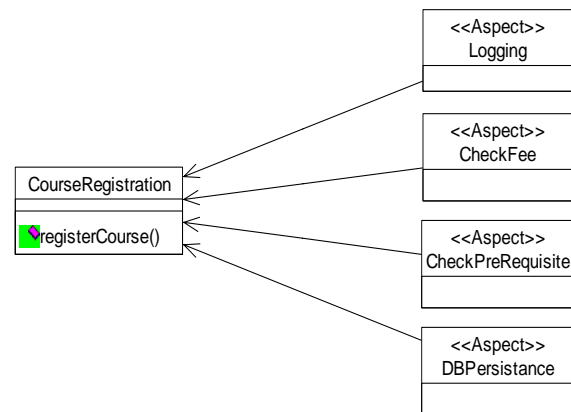 <<Aspect>>
Logging
<<Aspect>>
CheckFee
CourseRegistration
registerCourse()
<<Aspect>>
CheckPreRequisite
<<Aspect>>
DBPersistance